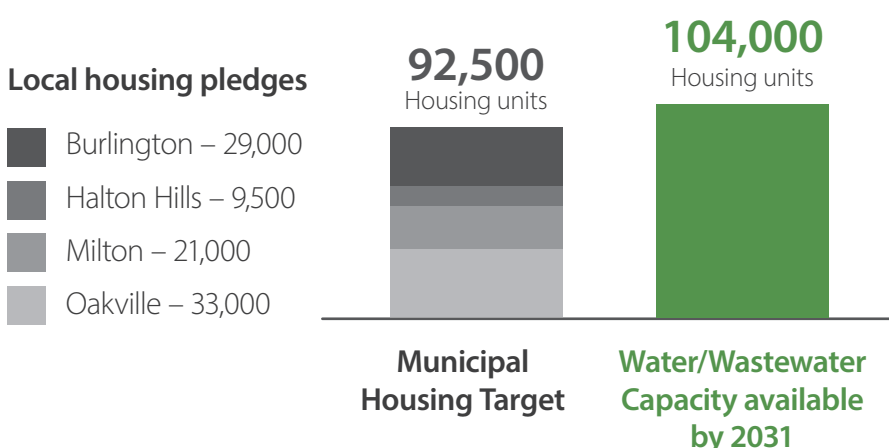 Local housing pledges
Burlington – 29,000
Halton Hills – 9,500
Milton – 21,000
Oakville – 33,000
92,500
Housing units
104,000
Housing units
Municipal
Housing Target
Water/Wastewater
Capacity available
by 2031